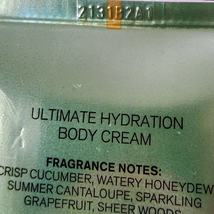 2131B2A1
ULTIMATE HYDRATION
BODY CREAM
FRAGRANCE NOTES:
CRISP CUCUMBER, WATERY HONEYDEW
SUMMER CANTALOUPE, SPARKLING
GRAPEFRUIT, SHEER WOODS